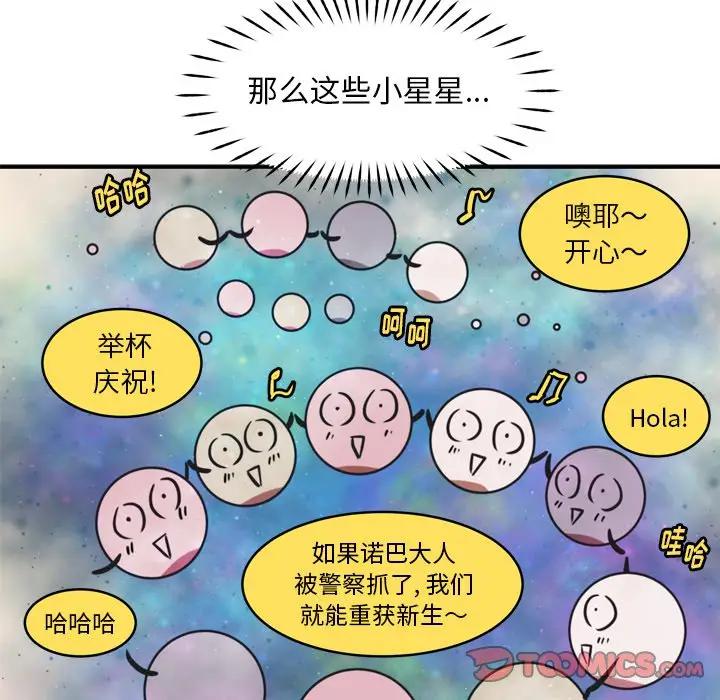 那么这些小星星...
哈哈
噢耶～
开心～
呵呵
举杯
庆祝!
Hola!
如果诺巴大人
被警察抓了, 我们
就能重获新生～
哇哈
哈哈哈
TOOMICS.COM